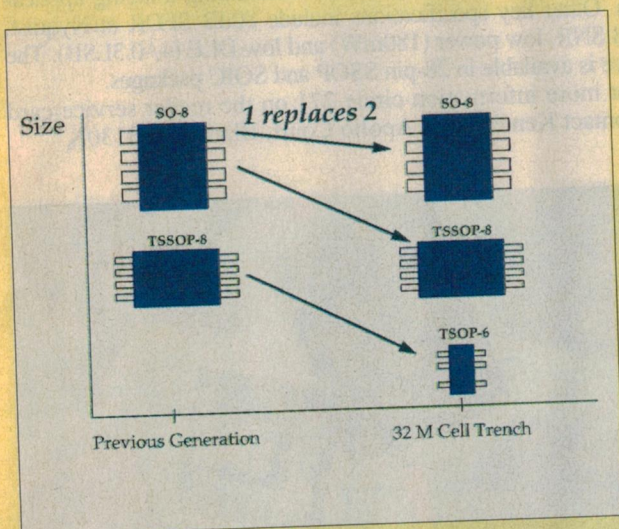 Size
SO-8
1 replaces 2
SO-8
TSSOP-8
TSSOP-8
TSOP-6
Previous Generation
32 M Cell Trench